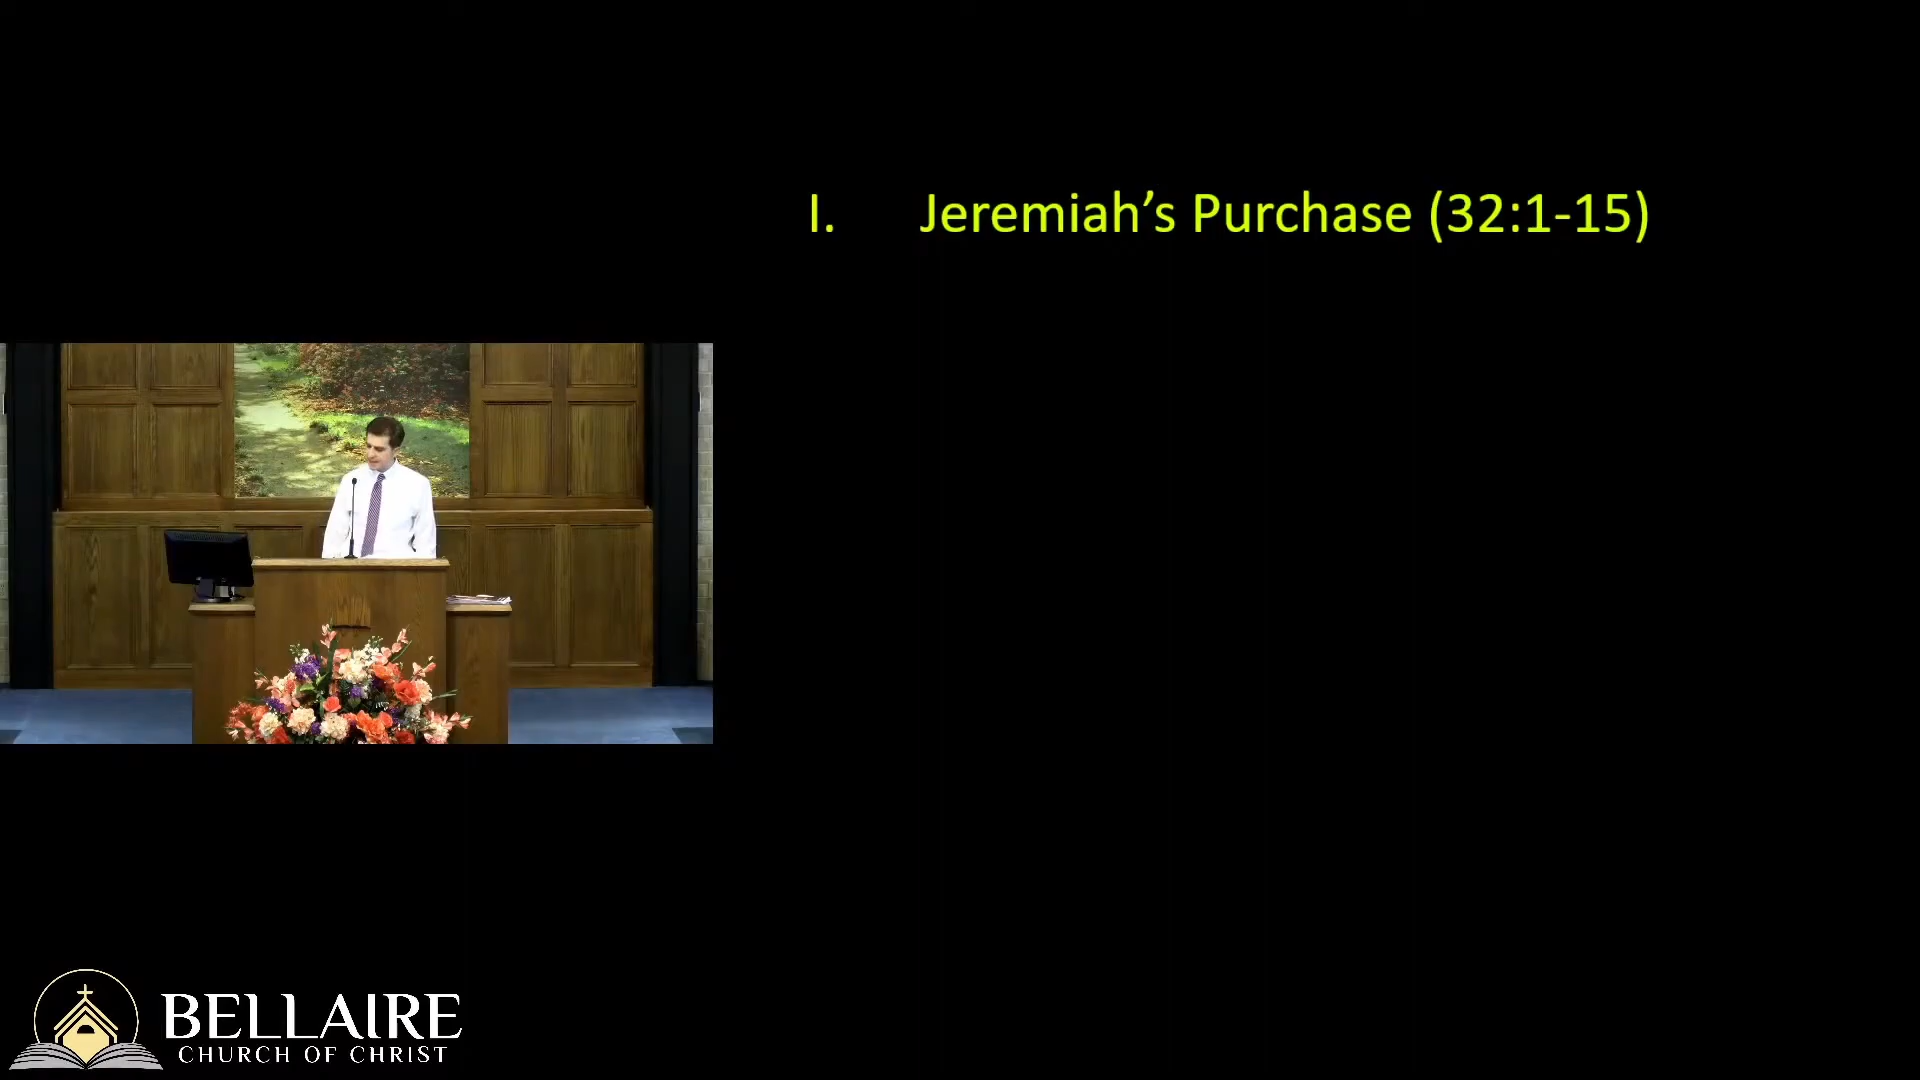 I. Jeremiah’s Purchase (32:1-15)
BELLAIRE
CHURCH OF CHRIST